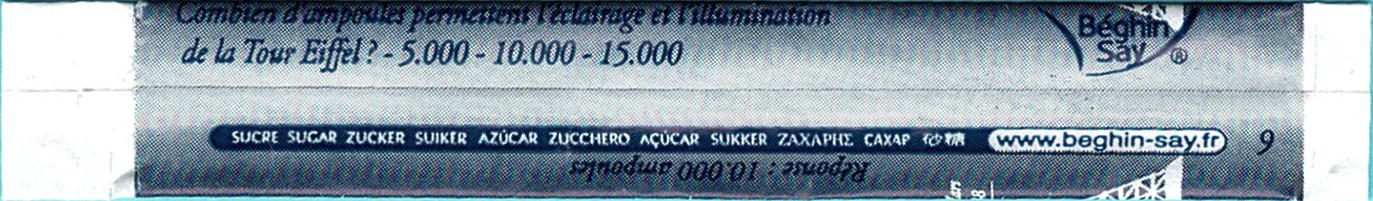 Combien d'ampoules permettent l'éclairage et l'illumination
de la Tour Eiffel ? - 5.000 - 10.000 - 15.000
Béghin
Say ®
SUCRE SUGAR ZUCKER SUIKER AZÚCAR ZUCCHERO AÇÚCAR SUKKER ΖΑΧΑΡΗΣ CAXAP 砂糖 www.beghin-say.fr 9
Réponse : 10.000 ampoules